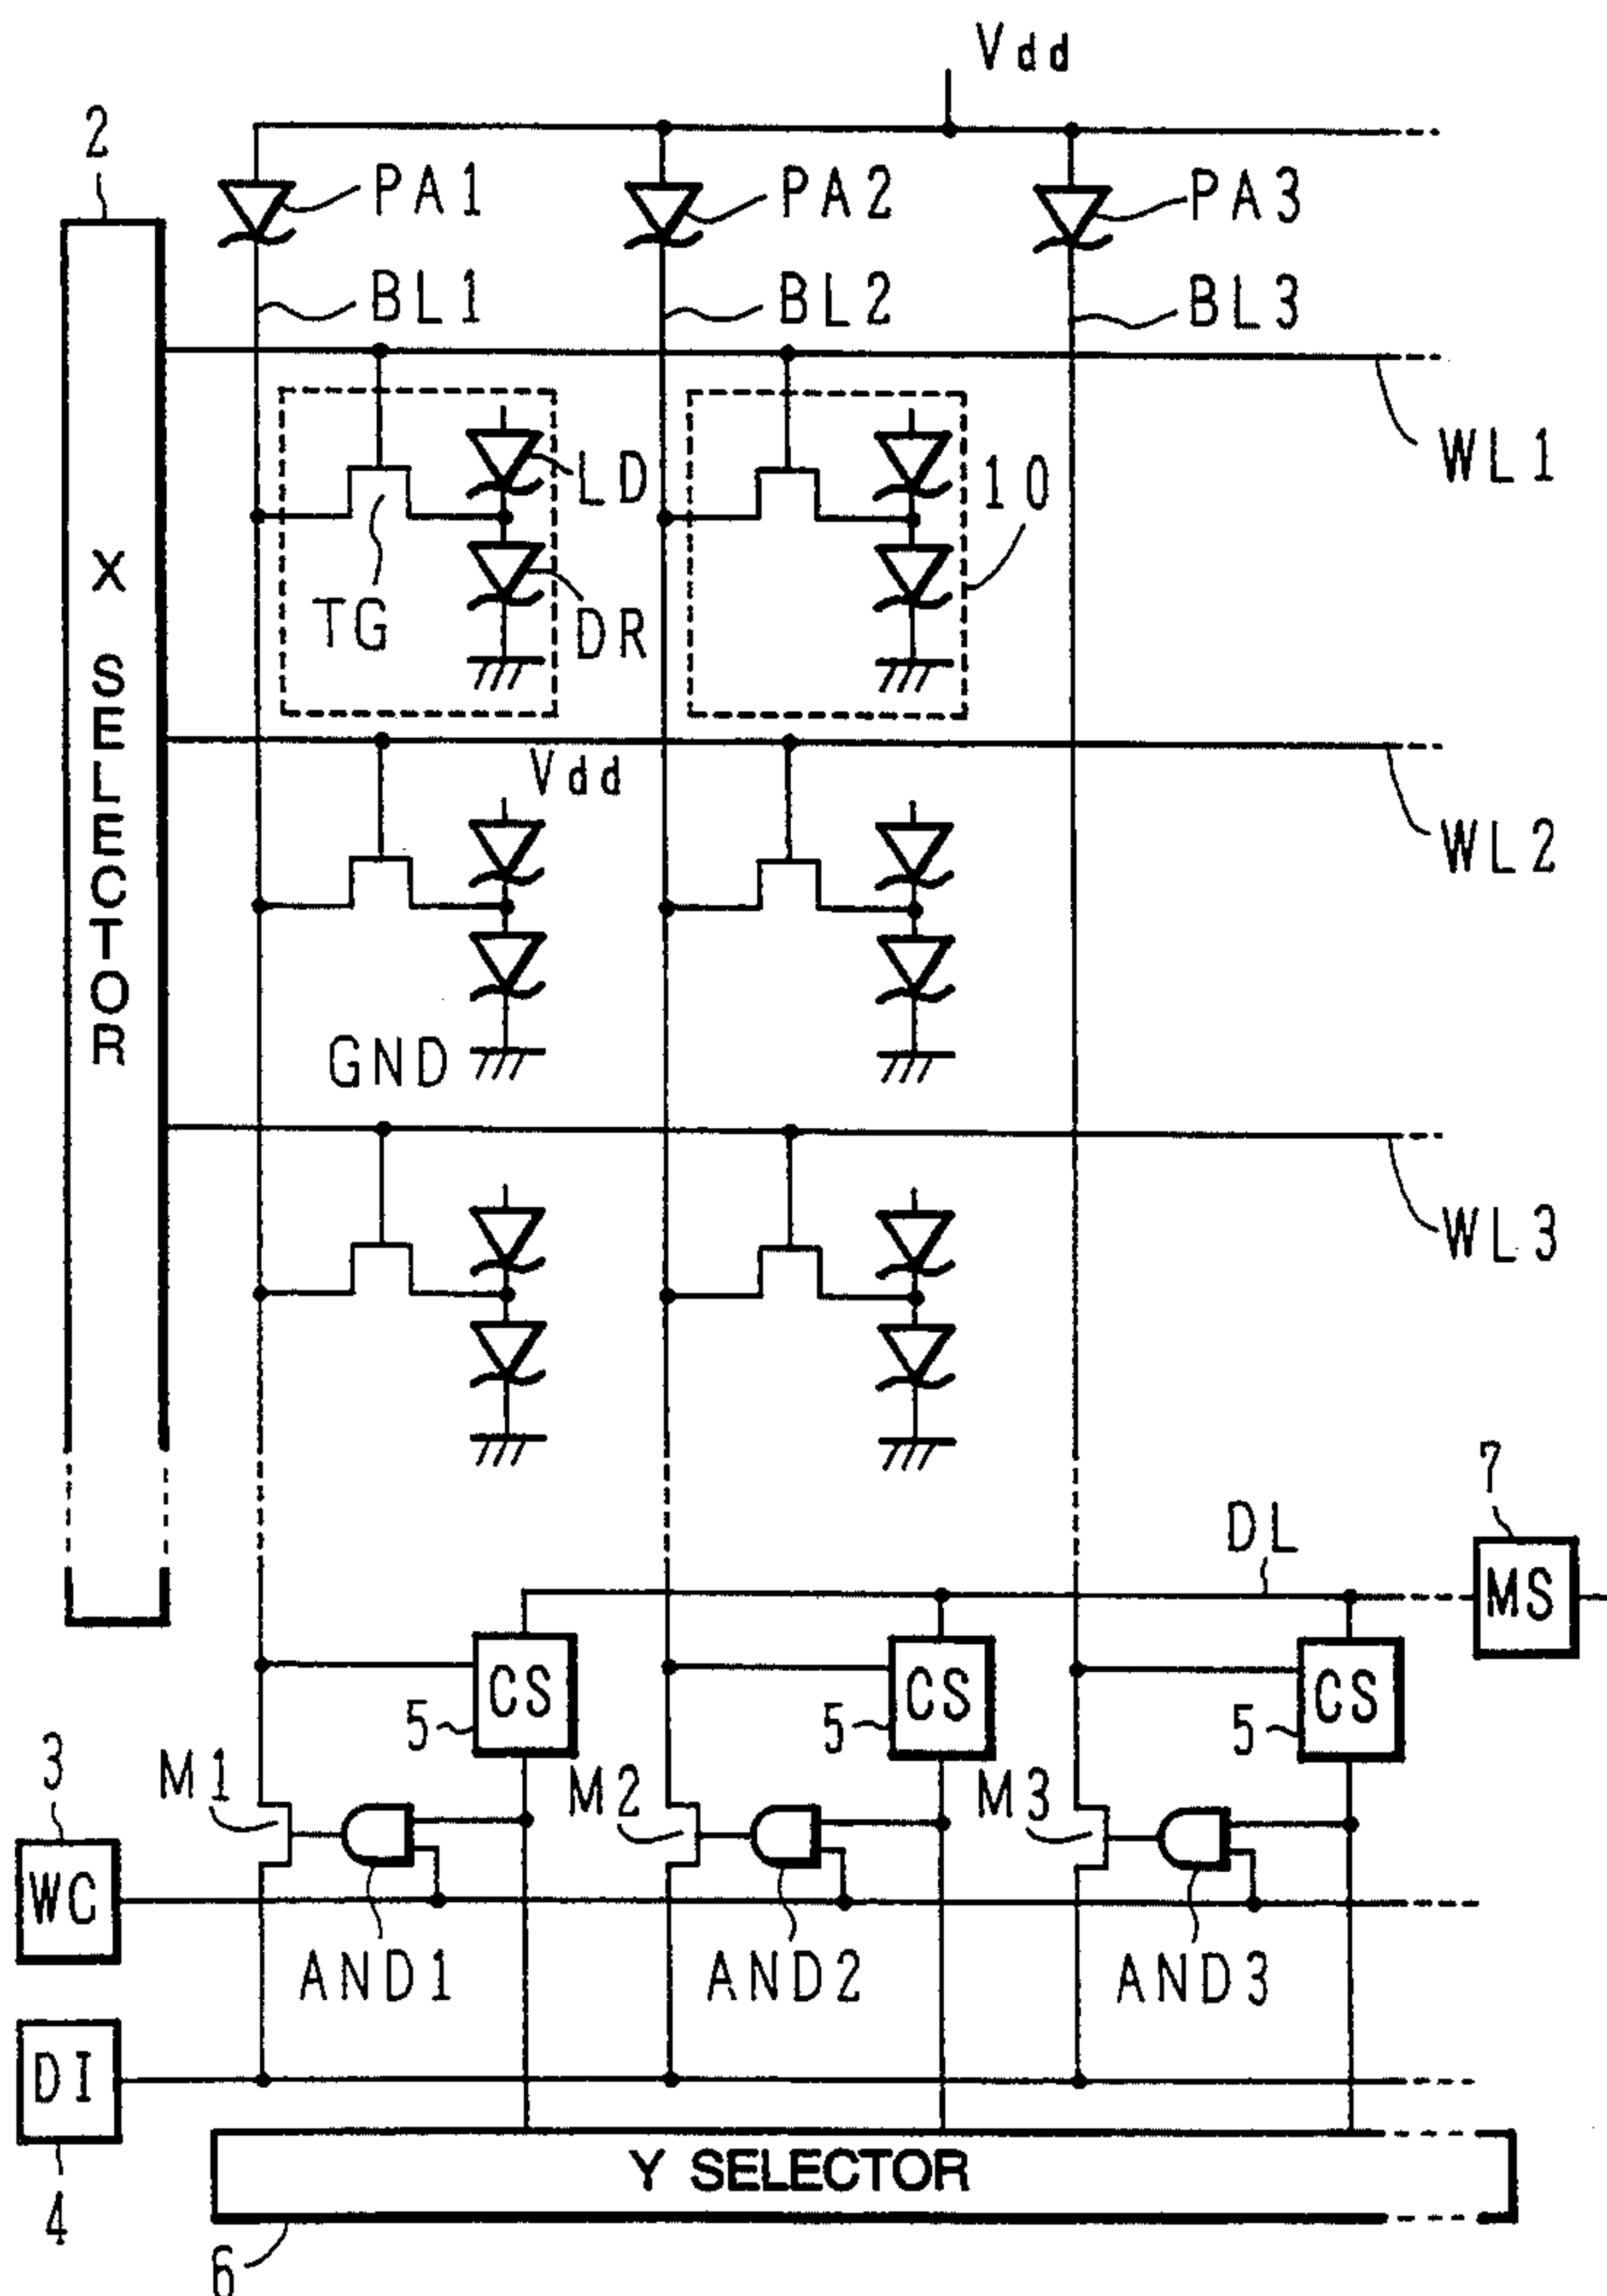 Vdd
2
PA1
PA2
PA3
BL1
BL2
BL3
WL1
LD
10
TG
DR
X SELECTOR
Vdd
WL2
GND
WL3
7
DL
MS
CS
CS
CS
5
5
5
3
M1
M2
M3
WC
AND1
AND2
AND3
DI
4
Y SELECTOR
6